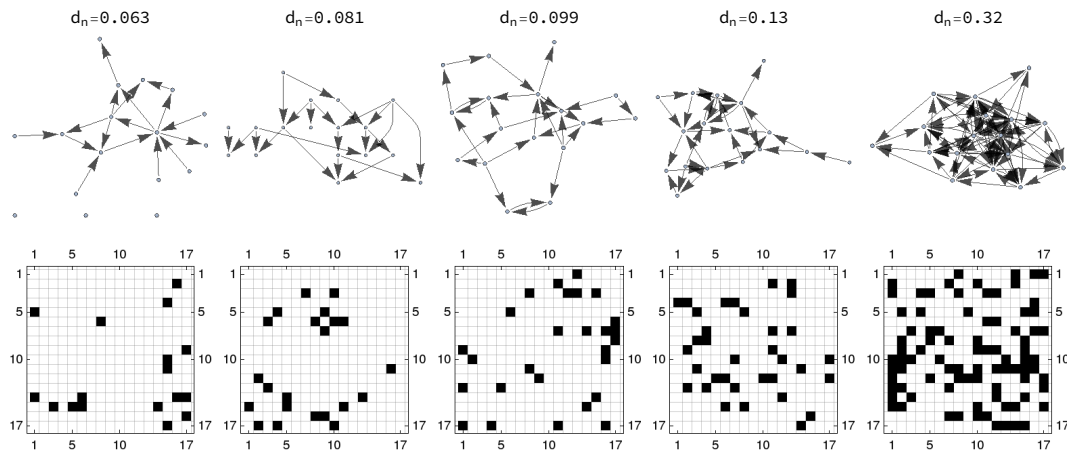 dₙ=0.063 dₙ=0.081 dₙ=0.099 dₙ=0.13 dₙ=0.32
1 5 10 17 1 5 10 17 1 5 10 17 1 5 10 17 1 5 10 17
1 1 1 1 1 1 1 1 1 1
5 5 5 5 5 5 5 5 5 5
10 10 10 10 10 10 10 10 10 10
17 17 17 17 17 17 17 17 17 17
1 5 10 17 1 5 10 17 1 5 10 17 1 5 10 17 1 5 10 17